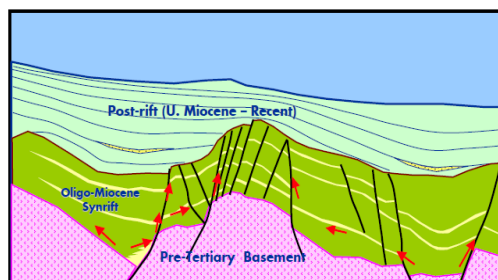 Post-rift (U. Miocene – Recent)
Oligo-Miocene
Synrift
Pre-Tertiary Basement